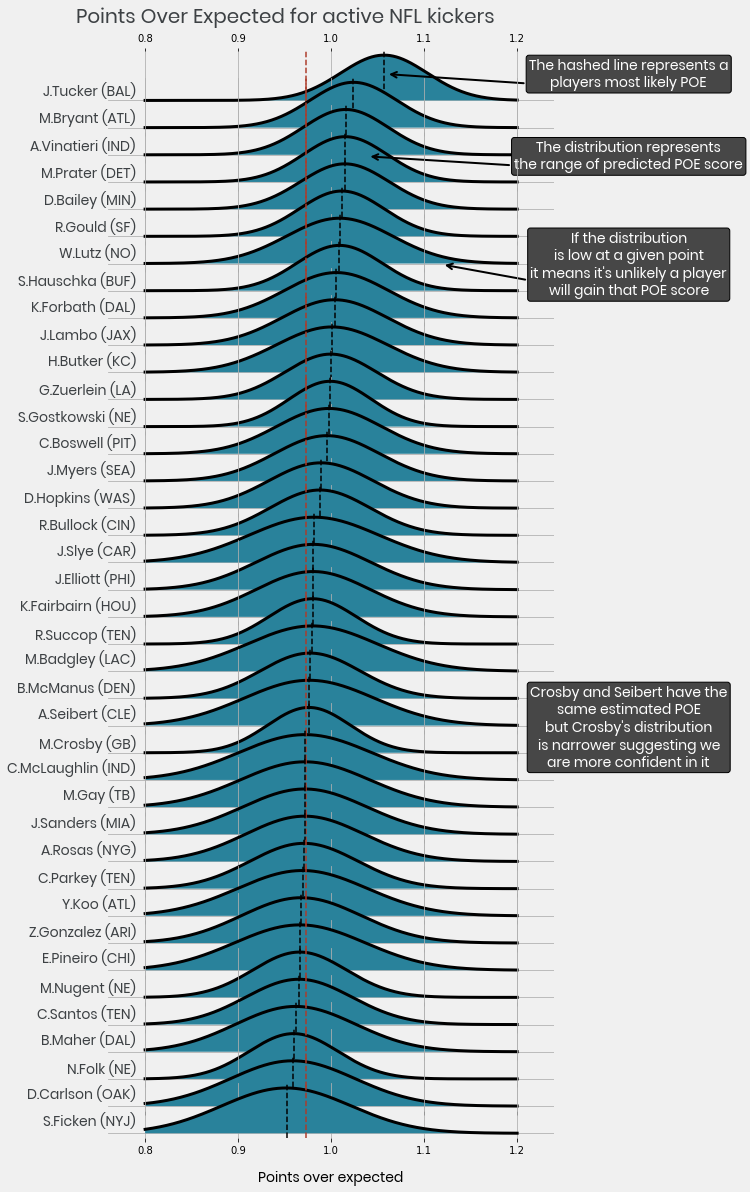 Points Over Expected for active NFL kickers
0.8 0.9 1.0 1.1 1.2
The hashed line represents a
players most likely POE
J.Tucker (BAL)
M.Bryant (ATL)
A.Vinatieri (IND)
The distribution represents
the range of predicted POE score
M.Prater (DET)
D.Bailey (MIN)
R.Gould (SF)
If the distribution
is low at a given point
it means it's unlikely a player
will gain that POE score
W.Lutz (NO)
S.Hauschka (BUF)
K.Forbath (DAL)
J.Lambo (JAX)
H.Butker (KC)
G.Zuerlein (LA)
S.Gostkowski (NE)
C.Boswell (PIT)
J.Myers (SEA)
D.Hopkins (WAS)
R.Bullock (CIN)
J.Slye (CAR)
J.Elliott (PHI)
K.Fairbairn (HOU)
R.Succop (TEN)
M.Badgley (LAC)
B.McManus (DEN)
Crosby and Seibert have the
same estimated POE
but Crosby's distribution
is narrower suggesting we
are more confident in it
A.Seibert (CLE)
M.Crosby (GB)
C.McLaughlin (IND)
M.Gay (TB)
J.Sanders (MIA)
A.Rosas (NYG)
C.Parkey (TEN)
Y.Koo (ATL)
Z.Gonzalez (ARI)
E.Pineiro (CHI)
M.Nugent (NE)
C.Santos (TEN)
B.Maher (DAL)
N.Folk (NE)
D.Carlson (OAK)
S.Ficken (NYJ)
0.8 0.9 1.0 1.1 1.2
Points over expected